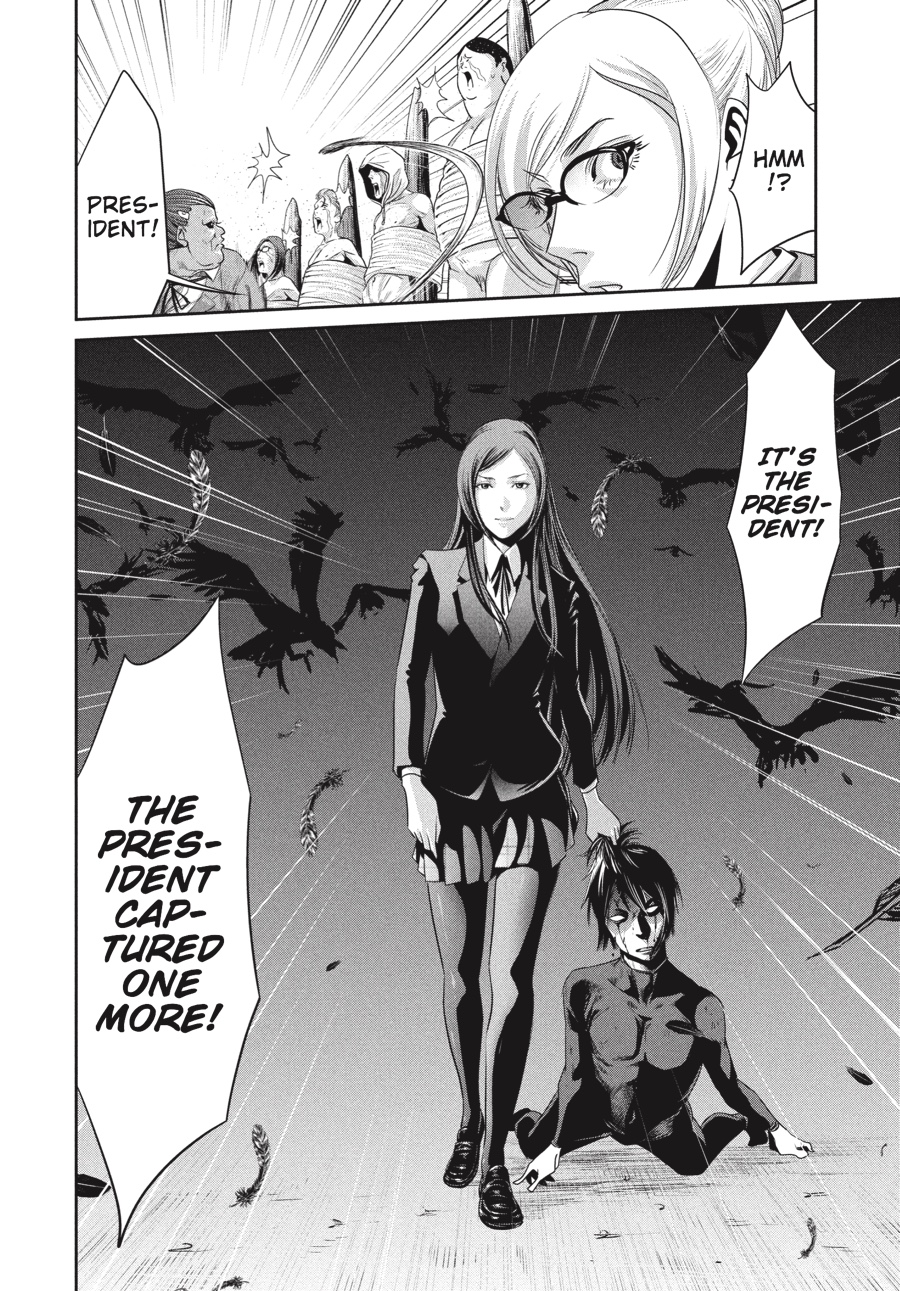 HMM
!?
PRES-
IDENT!
IT'S
THE
PRESI-
DENT!
THE
PRES-
IDENT
CAP-
TURED
ONE
MORE!